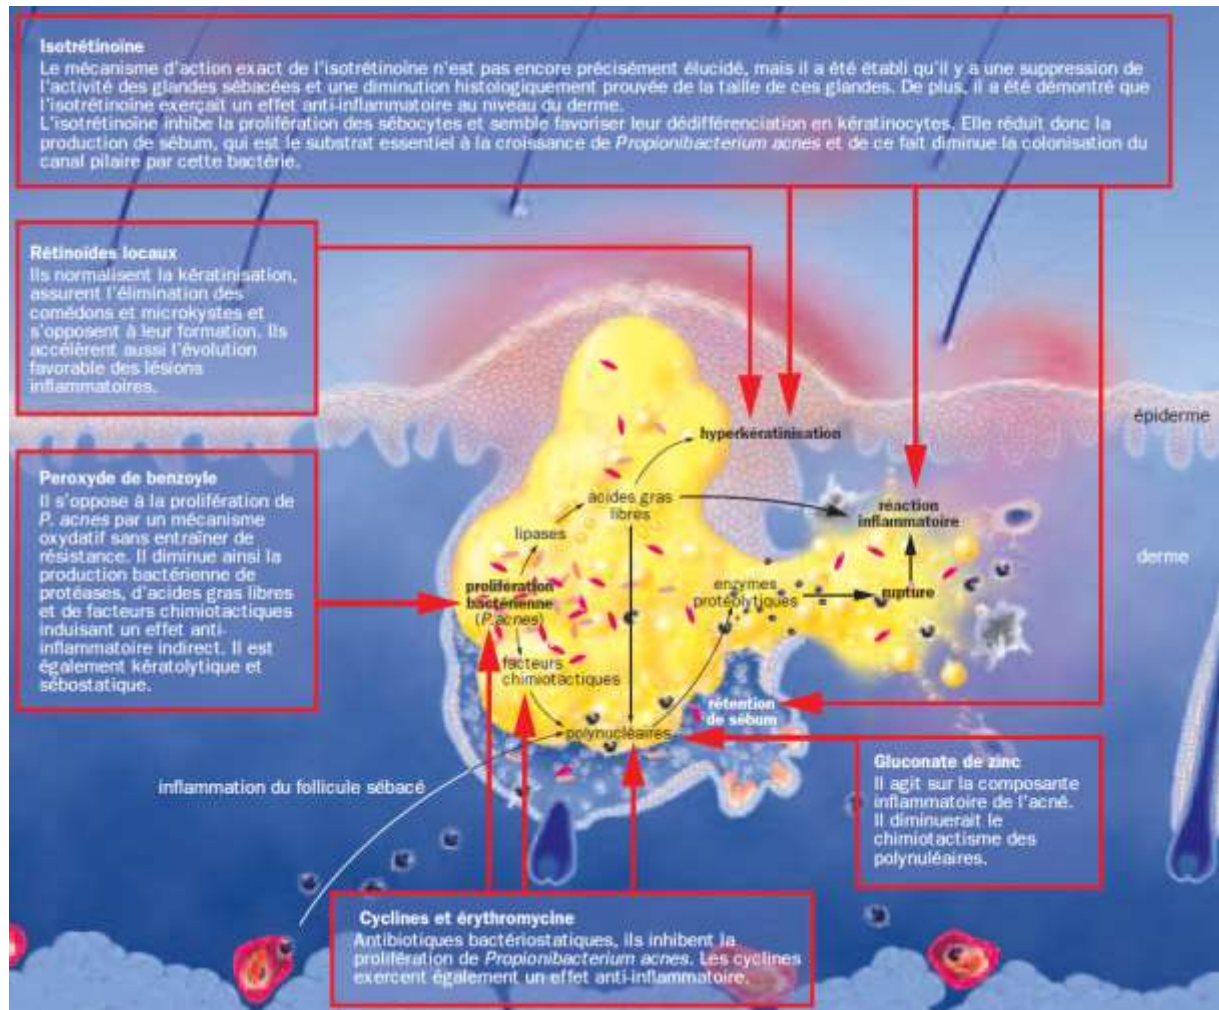 Isotrétinoïne
Le mécanisme d'action exact de l'isotrétinoïne n'est pas encore précisément élucidé, mais il a été établi qu'il y a une suppression de
l'activité des glandes sébacées et une diminution histologiquement prouvée de la taille de ces glandes. De plus, il a été démontré que
l'isotrétinoïne exerçait un effet anti-inflammatoire au niveau du derme.
L'isotrétinoïne inhibe la prolifération des sébocytes et semble favoriser leur dédifférenciation en kératinocytes. Elle réduit donc la
production de sébum, qui est le substrat essentiel à la croissance de Propionibacterium acnes et de ce fait diminue la colonisation du
canal pilaire par cette bactérie.
Rétinoïdes locaux
Ils normalisent la kératinisation,
assurent l'élimination des
comédons et microkystes et
s'opposent à leur formation. Ils
accélèrent aussi l'évolution
favorable des lésions
inflammatoires.
épiderme
hyperkératinisation
Peroxyde de benzoyle
Il s'oppose à la prolifération de
P. acnes par un mécanisme
oxydatif sans entraîner de
résistance. Il diminue ainsi la
production bactérienne de
protéases, d'acides gras libres
et de facteurs chimiotactiques
induisant un effet anti-
inflammatoire indirect. Il est
également kératolytique et
sébostatique.
acides gras
libres
réaction
inflammatoire
lipases
derme
prolifération
bactérienne
(P. acnes)
enzymes
protéolytiques
rupture
facteurs
chimiotactiques
rétention
de sébum
polynucléaires
inflammation du follicule sébacé
Gluconate de zinc
Il agit sur la composante
inflammatoire de l'acné.
Il diminuerait le
chimiotactisme des
polynuléaires.
Cyclines et érythromycine
Antibiotiques bactériostatiques, ils inhibent la
prolifération de Propionibacterium acnes. Les cyclines
exercent également un effet anti-inflammatoire.